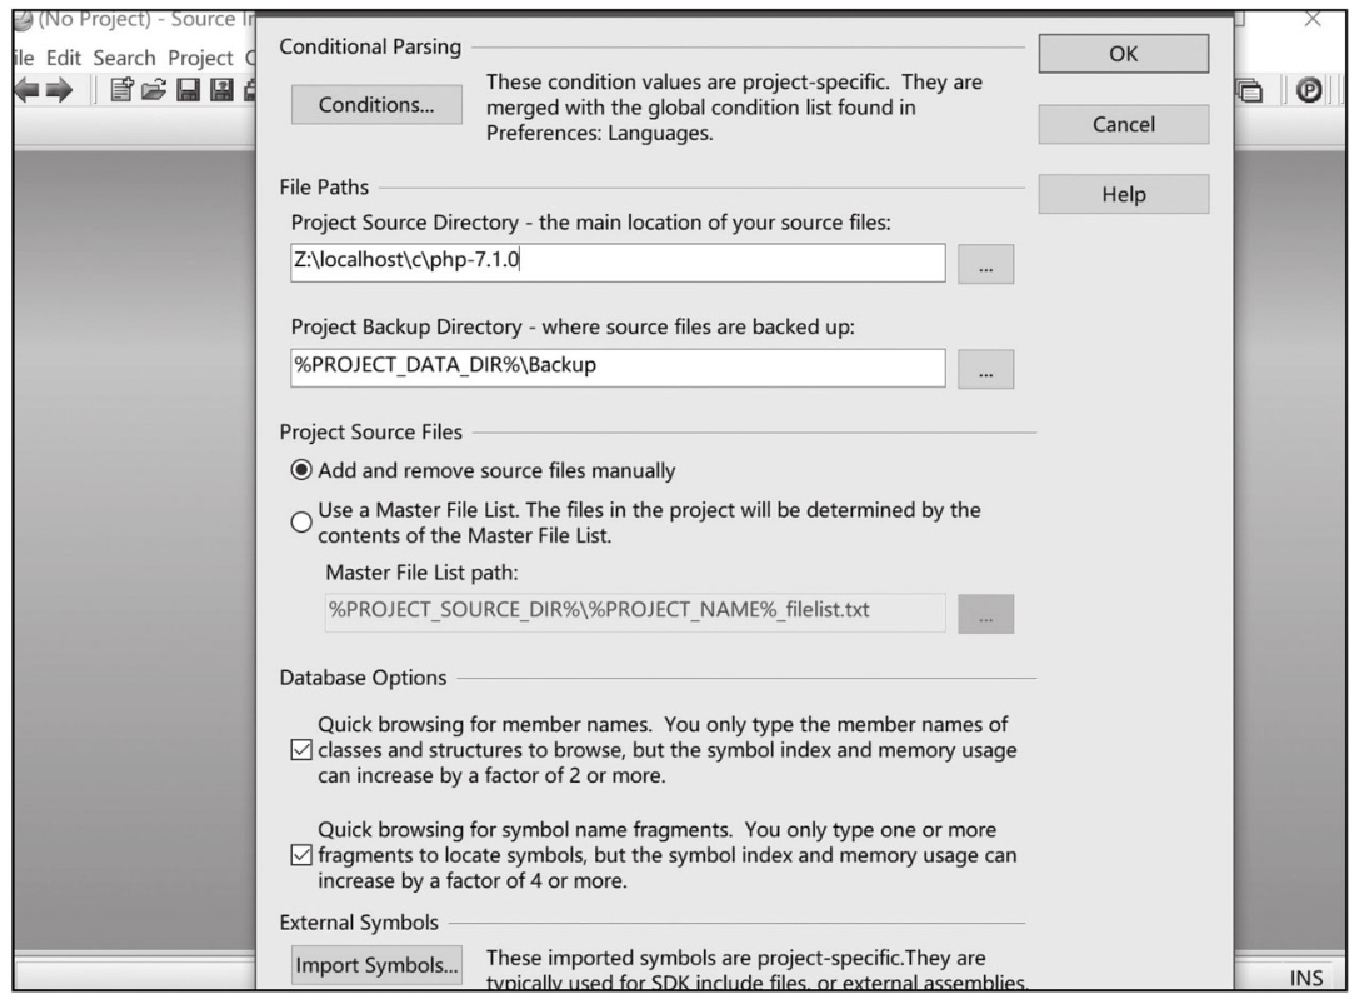 (No Project) - Source
Conditional Parsing
OK
ile Edit Search Project
Conditions...
These condition values are project-specific. They are
merged with the global condition list found in
Preferences: Languages.
Cancel
Help
File Paths
Project Source Directory - the main location of your source files:
Z:\localhost\c\php-7.1.0
...
Project Backup Directory - where source files are backed up:
%PROJECT_DATA_DIR%\Backup
...
Project Source Files
Add and remove source files manually
Use a Master File List. The files in the project will be determined by the
contents of the Master File List.
Master File List path:
%PROJECT_SOURCE_DIR%\%PROJECT_NAME%_filelist.txt
...
Database Options
Quick browsing for member names. You only type the member names of
classes and structures to browse, but the symbol index and memory usage
can increase by a factor of 2 or more.
Quick browsing for symbol name fragments. You only type one or more
fragments to locate symbols, but the symbol index and memory usage can
increase by a factor of 4 or more.
External Symbols
Import Symbols...
These imported symbols are project-specific.They are
typically used for SDK include files, or external assemblies.
INS